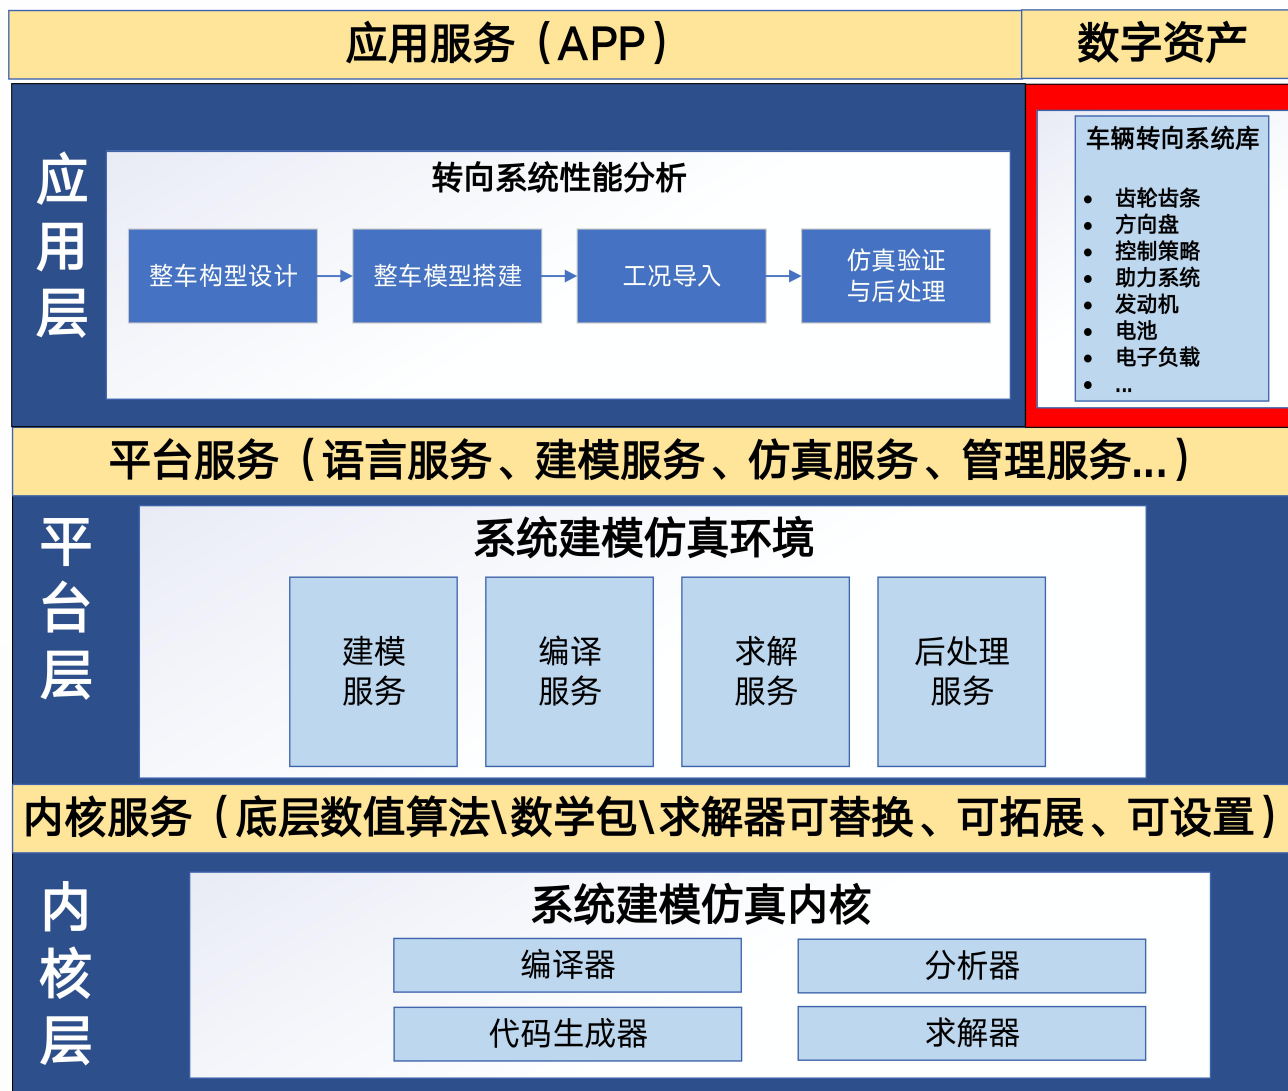 应用服务（APP）
数字资产
应用层
转向系统性能分析
整车构型设计
整车模型搭建
工况导入
仿真验证
与后处理
车辆转向系统库
• 齿轮齿条
• 方向盘
• 控制策略
• 助力系统
• 发动机
• 电池
• 电子负载
• ...
平台服务（语言服务、建模服务、仿真服务、管理服务...）
平台层
系统建模仿真环境
建模
服务
编译
服务
求解
服务
后处理
服务
内核服务（底层数值算法\数学包\求解器可替换、可拓展、可设置）
内核层
系统建模仿真内核
编译器
分析器
代码生成器
求解器